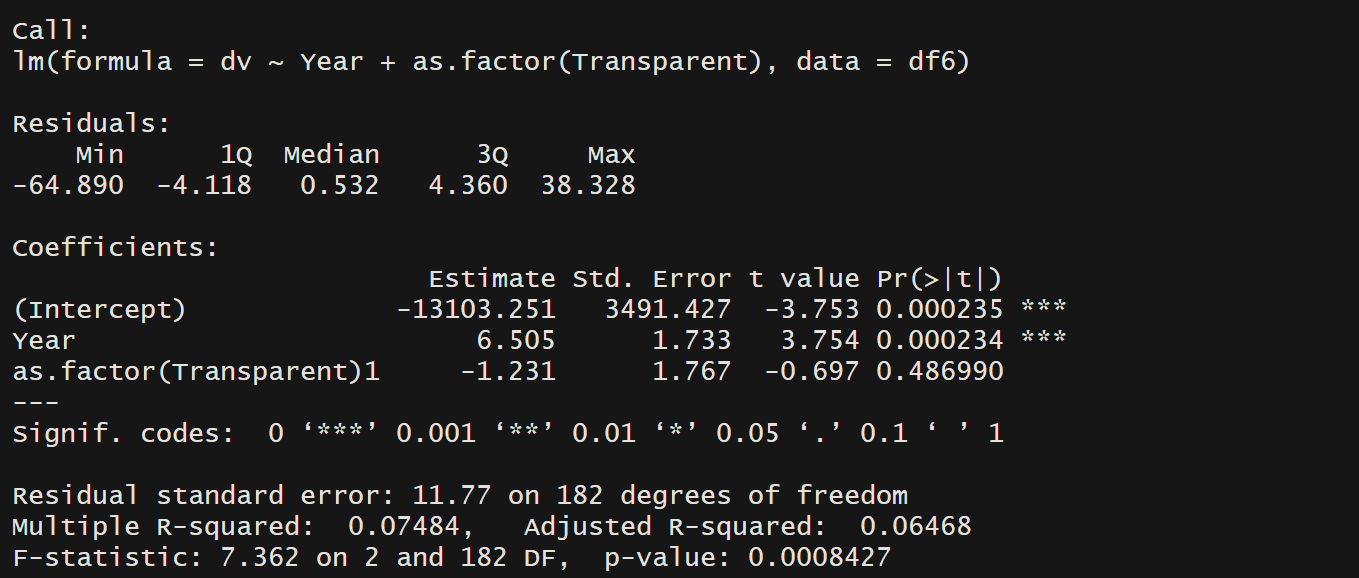 Call:
lm(formula = dv ~ Year + as.factor(Transparent), data = df6)
Residuals:
    Min      1Q  Median      3Q     Max
-64.890  -4.118   0.532   4.360  38.328
Coefficients:
                          Estimate Std. Error t value Pr(>|t|)
(Intercept)             -13103.251   3491.427  -3.753 0.000235 ***
Year                         6.505      1.733   3.754 0.000234 ***
as.factor(Transparent)1     -1.231      1.767  -0.697 0.486990
---
Signif. codes:  0 ‘***’ 0.001 ‘**’ 0.01 ‘*’ 0.05 ‘.’ 0.1 ‘ ’ 1
Residual standard error: 11.77 on 182 degrees of freedom
Multiple R-squared:  0.07484,   Adjusted R-squared:  0.06468
F-statistic: 7.362 on 2 and 182 DF,  p-value: 0.0008427